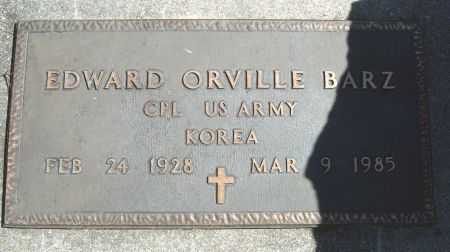 EDWARD ORVILLE BARZ
CPL US ARMY
KOREA
FEB 24 1928 MAR 9 1985